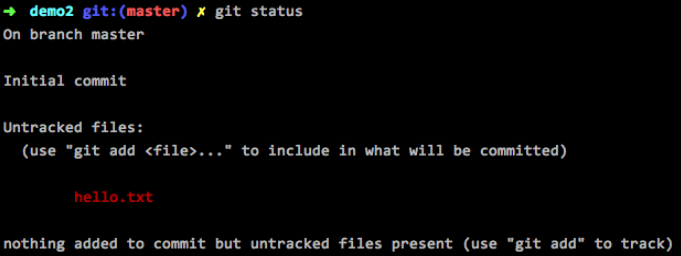 ➜ demo2 git:(master) ✗ git status
On branch master
Initial commit
Untracked files:
(use "git add <file>..." to include in what will be committed)
hello.txt
nothing added to commit but untracked files present (use "git add" to track)